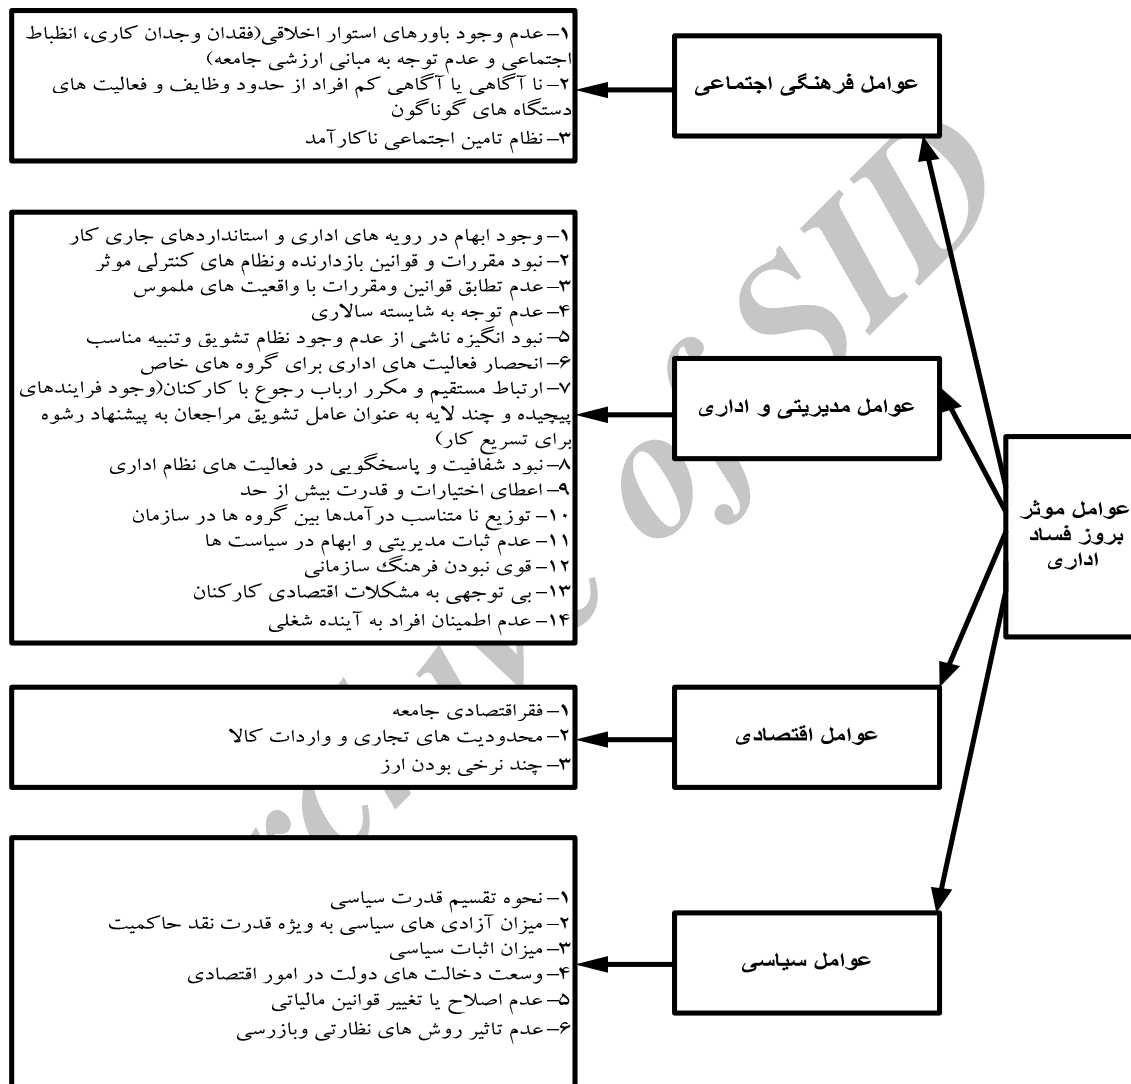 عوامل موثر
بروز فساد
اداری
عوامل فرهنگی اجتماعی
۱- عدم وجود باورهای استوار اخلاقی(فقدان وجدان کاری، انظباط
اجتماعی و عدم توجه به مبانی ارزشی جامعه)
۲- نا آگاهی یا آگاهی کم افراد از حدود وظایف و فعالیت های
دستگاه های گوناگون
۳- نظام تامین اجتماعی ناکارآمد
عوامل مدیریتی و اداری
۱- وجود ابهام در رویه های اداری و استانداردهای جاری کار
۲- نبود مقررات و قوانین بازدارنده ونظام های کنترلی موثر
۳- عدم تطابق قوانین ومقررات با واقعیت های ملموس
۴- عدم توجه به شایسته سالاری
۵- نبود انگیزه ناشی از عدم وجود نظام تشویق وتنبیه مناسب
۶- انحصار فعالیت های اداری برای گروه های خاص
۷- ارتباط مستقیم و مکرر ارباب رجوع با کارکنان(وجود فرایندهای
پیچیده و چند لایه به عنوان عامل تشویق مراجعان به پیشنهاد رشوه
برای تسریع کار)
۸- نبود شفافیت و پاسخگویی در فعالیت های نظام اداری
۹- اعطای اختیارات و قدرت بیش از حد
۱۰- توزیع نا متناسب درآمدها بین گروه ها در سازمان
۱۱- عدم ثبات مدیریتی و ابهام در سیاست ها
۱۲- قوی نبودن فرهنگ سازمانی
۱۳- بی توجهی به مشکلات اقتصادی کارکنان
۱۴- عدم اطمینان افراد به آینده شغلی
عوامل اقتصادی
۱- فقراقتصادی جامعه
۲- محدودیت های تجاری و واردات کالا
۳- چند نرخی بودن ارز
عوامل سیاسی
۱- نحوه تقسیم قدرت سیاسی
۲- میزان آزادی های سیاسی به ویژه قدرت نقد حاکمیت
۳- میزان اثبات سیاسی
۴- وسعت دخالت های دولت در امور اقتصادی
۵- عدم اصلاح یا تغییر قوانین مالیاتی
۶- عدم تاثیر روش های نظارتی وبازرسی
of SID